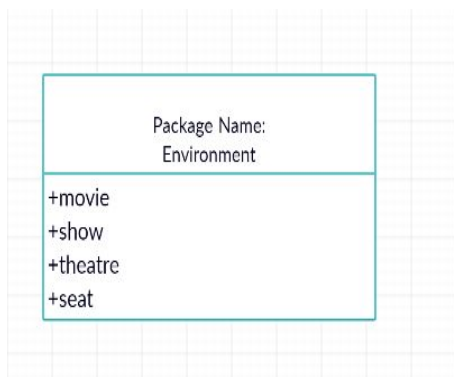 Package Name:
Environment
+movie
+show
+theatre
+seat